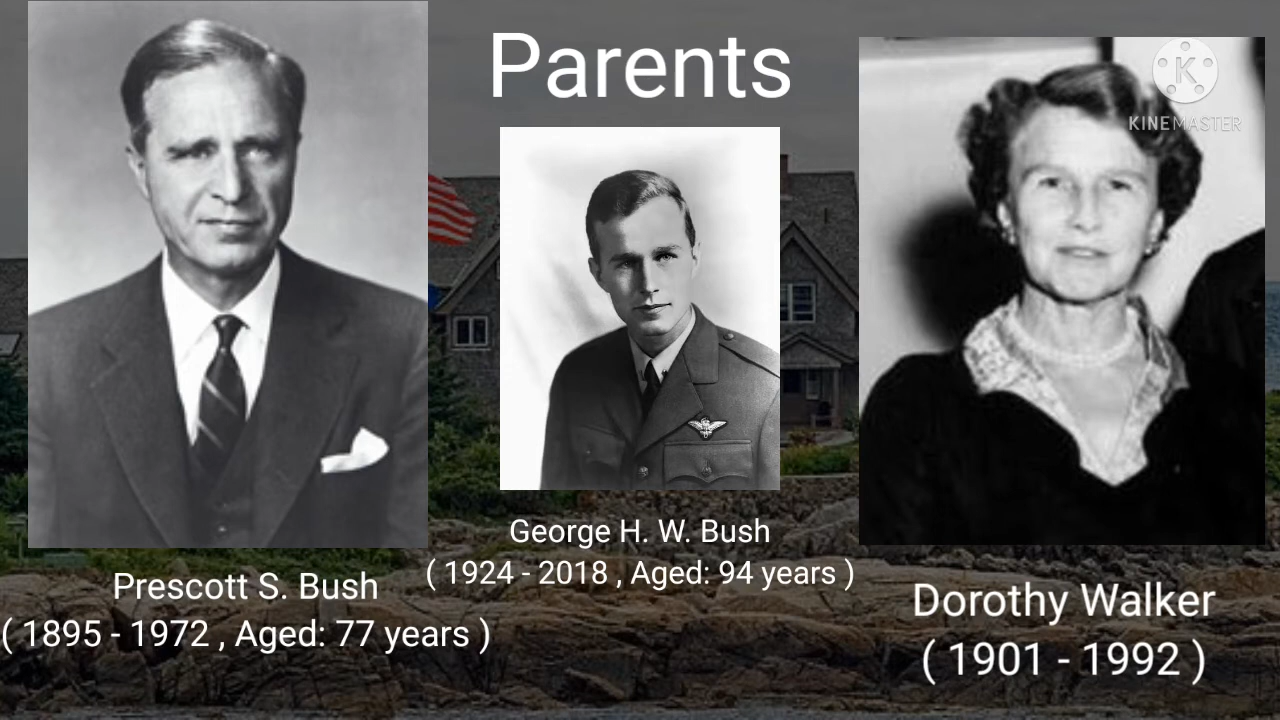 Parents
K
KINEMASTER
George H. W. Bush
( 1924 - 2018 , Aged: 94 years )
Prescott S. Bush
( 1895 - 1972 , Aged: 77 years )
Dorothy Walker
( 1901 - 1992 )